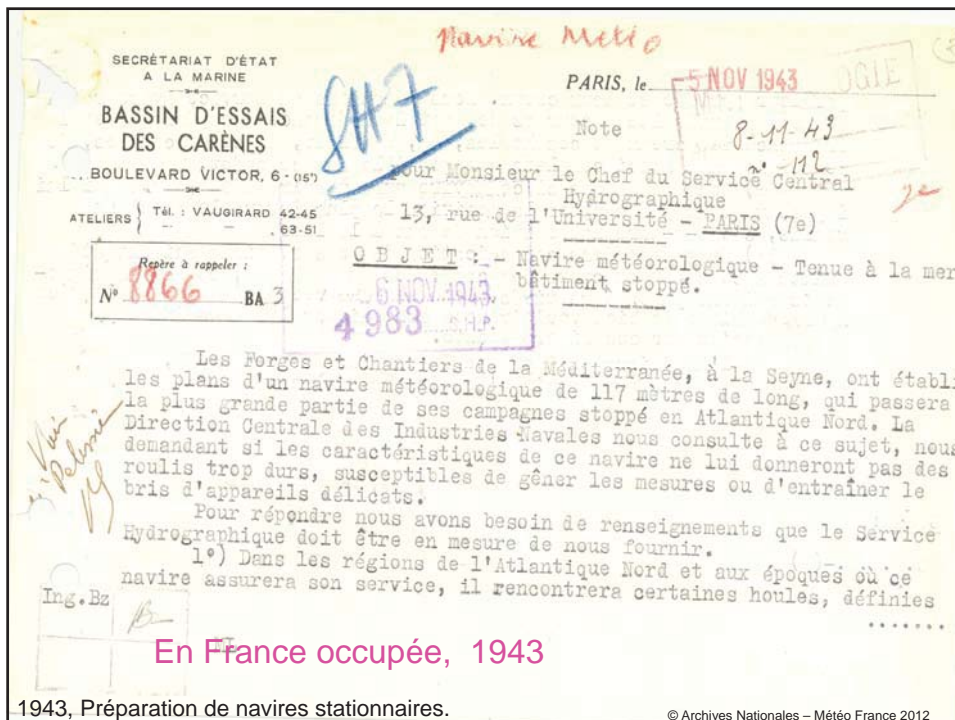 Navire Météo
SECRÉTARIAT D'ÉTAT
A LA MARINE
BASSIN D'ESSAIS
DES CARÈNES
BOULEVARD VICTOR, 6 - (15e)
ATELIERS } Tél. : VAUGIRARD 42-45
— — 63-51
Repère à rappeler :
N° 8866 BA 3
SH7
PARIS, le 5 NOV 1943
OGIE
8-11-43
n° 112
Note
pour Monsieur le Chef du Service Central
Hydrographique
13, rue de l'Université - PARIS (7e)
OBJET : - Navire météorologique - Tenue à la mer
bâtiment stoppé.
6 NOV. 1943
4983 S.H.P.
Les Forges et Chantiers de la Méditerranée, à la Seyne, ont établi
les plans d'un navire météorologique de 117 mètres de long, qui passera
la plus grande partie de ses campagnes stoppé en Atlantique Nord. La
Direction Centrale des Industries Navales nous consulte à ce sujet, nous
demandant si les caractéristiques de ce navire ne lui donneront pas des
roulis trop durs, susceptibles de gêner les mesures ou d'entraîner le
bris d'appareils délicats.
Pour répondre nous avons besoin de renseignements que le Service
Hydrographique doit être en mesure de nous fournir.
1°) Dans les régions de l'Atlantique Nord et aux époques où ce
navire assurera son service, il rencontrera certaines houles, définies
.......
Ing.Bz
En France occupée, 1943
1943, Préparation de navires stationnaires.
© Archives Nationales – Météo France 2012